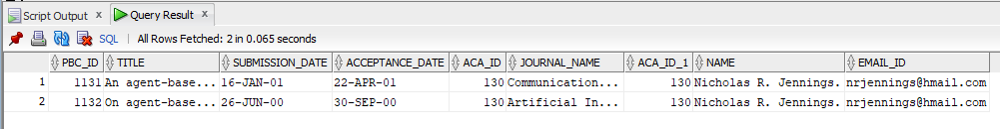 Script Output × Query Result ×
SQL | All Rows Fetched: 2 in 0.065 seconds
PBC_ID TITLE SUBMISSION_DATE ACCEPTANCE_DATE ACA_ID JOURNAL_NAME ACA_ID_1 NAME EMAIL_ID
1 1131 An agent-base... 16-JAN-01 22-APR-01 130 Communication... 130 Nicholas R. Jennings. nrjennings@hmail.com
2 1132 On agent-base... 26-JUN-00 30-SEP-00 130 Artificial In... 130 Nicholas R. Jennings. nrjennings@hmail.com